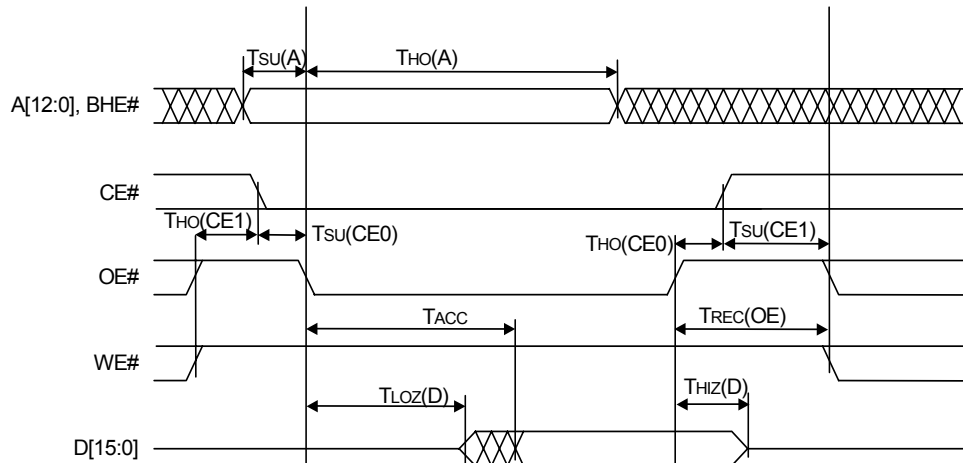 TSU(A)
THO(A)
A[12:0], BHE#
CE#
THO(CE1)
TSU(CE0)
THO(CE0)
TSU(CE1)
OE#
TACC
TREC(OE)
WE#
TLOZ(D)
THIZ(D)
D[15:0]